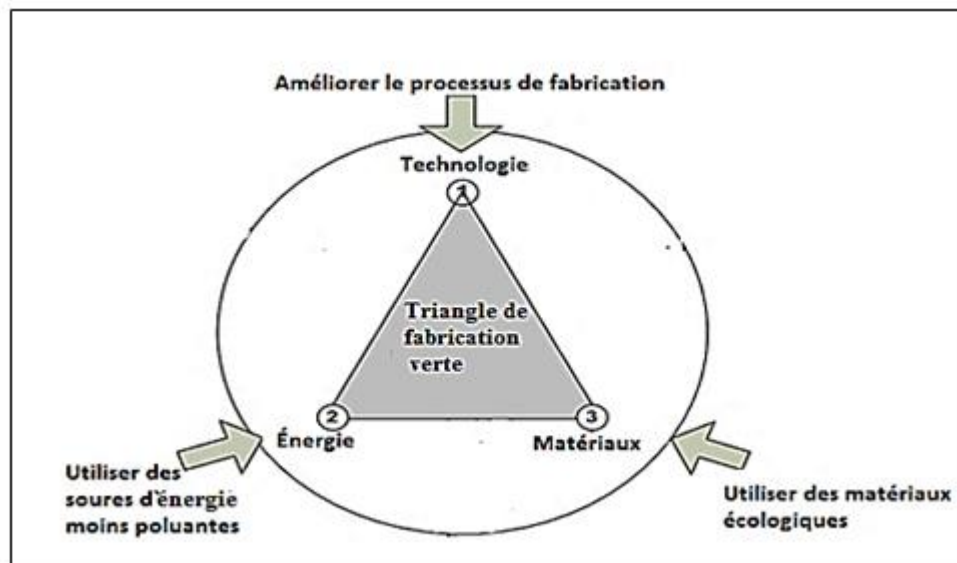 Améliorer le processus de fabrication
Technologie
1
Triangle de
fabrication
verte
2
3
Énergie
Matériaux
Utiliser des
soures d'énergie
moins poluantes
Utiliser des matériaux
écologiques